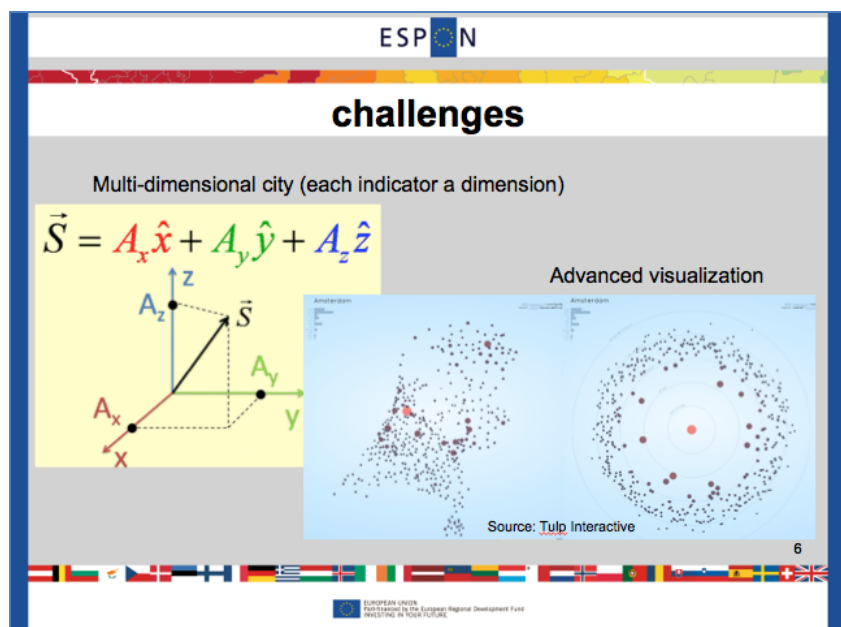 ESPON
challenges
Multi-dimensional city (each indicator a dimension)
S⃗ = Aₓx̂ + Aᵧŷ + A_zẑ
z
A_z
S⃗
Aᵧ
y
Aₓ
x
Advanced visualization
Amsterdam
Amsterdam
Source: Tulp Interactive
6
EUROPEAN UNION
Part-financed by the European Regional Development Fund
INVESTING IN YOUR FUTURE